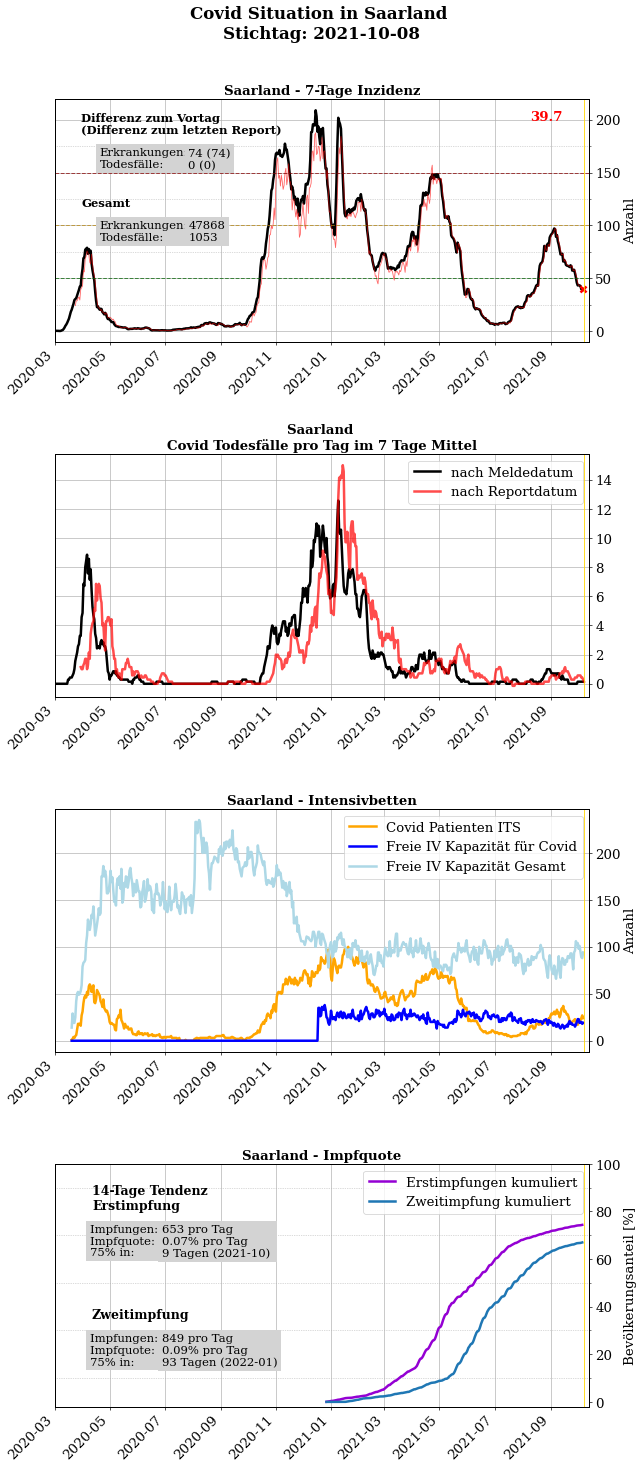 Covid Situation in Saarland
Stichtag: 2021-10-08
Saarland - 7-Tage Inzidenz
Differenz zum Vortag
(Differenz zum letzten Report)
Erkrankungen 74 (74)
Todesfälle: 0 (0)
Gesamt
Erkrankungen 47868
Todesfälle: 1053
39.7
200
150
100
50
0
Anzahl
2020-03
2020-05
2020-07
2020-09
2020-11
2021-01
2021-03
2021-05
2021-07
2021-09
Saarland
Covid Todesfälle pro Tag im 7 Tage Mittel
nach Meldedatum
nach Reportdatum
14
12
10
8
6
4
2
0
2020-03
2020-05
2020-07
2020-09
2020-11
2021-01
2021-03
2021-05
2021-07
2021-09
Saarland - Intensivbetten
Covid Patienten ITS
Freie IV Kapazität für Covid
Freie IV Kapazität Gesamt
200
150
100
50
0
Anzahl
2020-03
2020-05
2020-07
2020-09
2020-11
2021-01
2021-03
2021-05
2021-07
2021-09
Saarland - Impfquote
14-Tage Tendenz
Erstimpfung
Impfungen: 653 pro Tag
Impfquote: 0.07% pro Tag
75% in: 9 Tagen (2021-10)
Zweitimpfung
Impfungen: 849 pro Tag
Impfquote: 0.09% pro Tag
75% in: 93 Tagen (2022-01)
Erstimpfungen kumuliert
Zweitimpfung kumuliert
100
80
60
40
20
0
Bevölkerungsanteil [%]
2020-03
2020-05
2020-07
2020-09
2020-11
2021-01
2021-03
2021-05
2021-07
2021-09